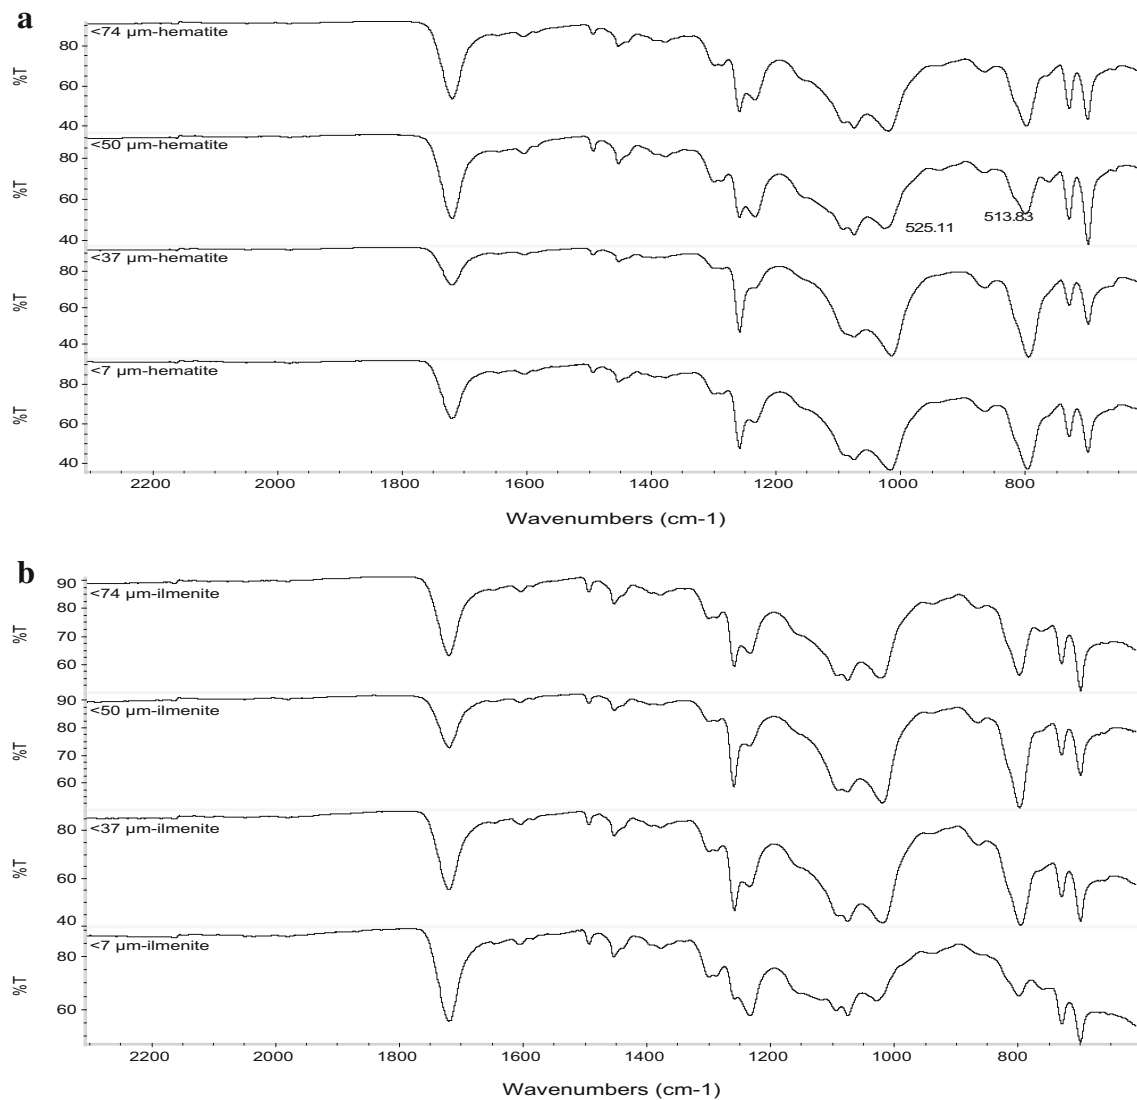 a
<74 µm-hematite
80
%T
60
40
<50 µm-hematite
80
%T
60
525.11
513.83
40
<37 µm-hematite
80
%T
60
40
<7 µm-hematite
80
%T
60
40
2200 2000 1800 1600 1400 1200 1000 800
Wavenumbers (cm-1)
b
90
<74 µm-ilmenite
80
%T
70
60
90
<50 µm-ilmenite
80
%T
70
60
<37 µm-ilmenite
80
%T
60
40
<7 µm-ilmenite
80
%T
60
2200 2000 1800 1600 1400 1200 1000 800
Wavenumbers (cm-1)